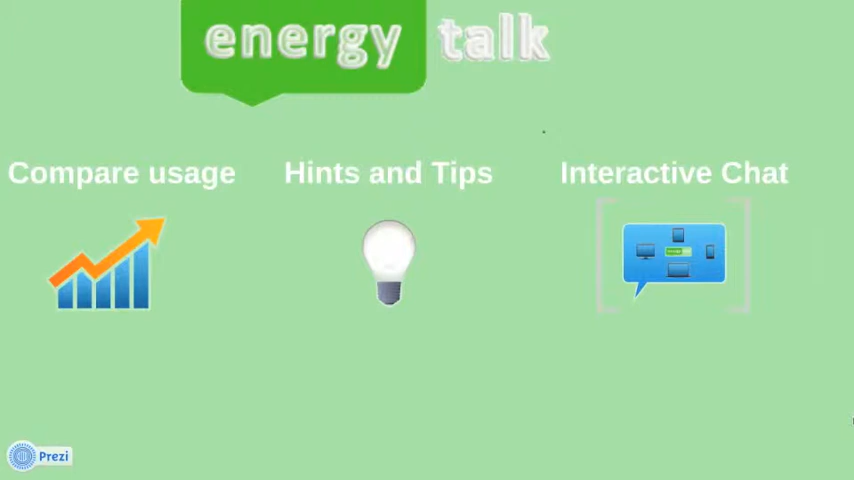 energy talk
Compare usage
Hints and Tips
Interactive Chat
Prezi